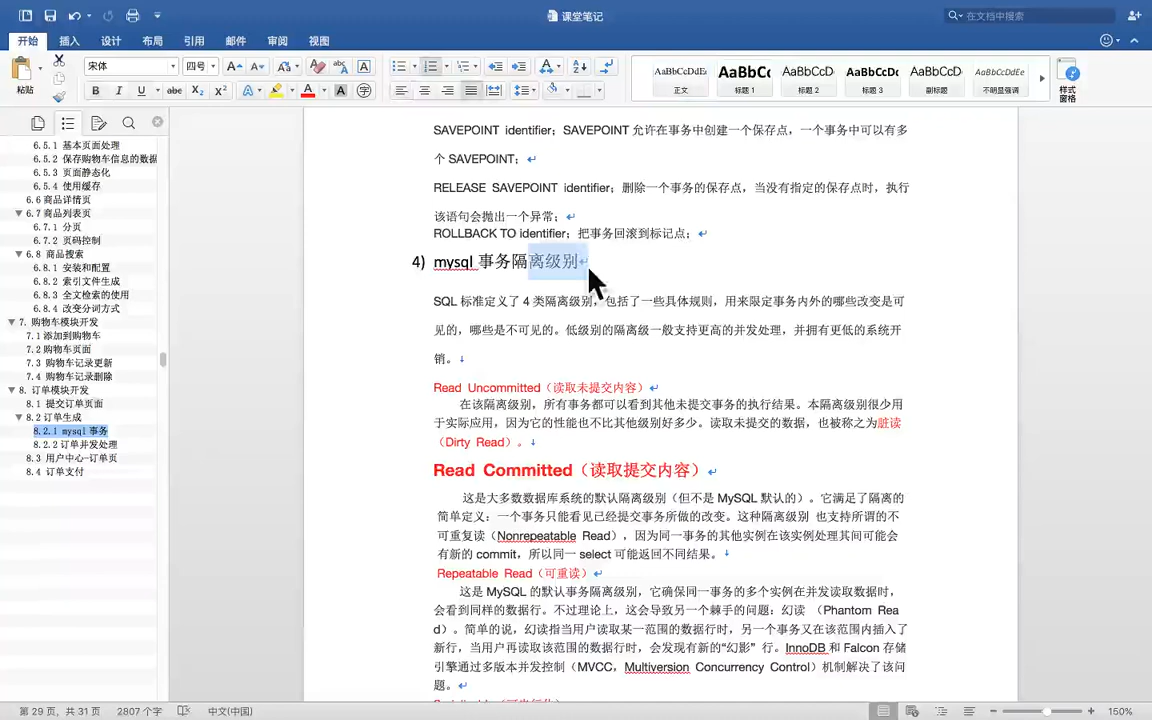 课堂笔记
在文档中搜索
开始 插入 设计 布局 引用 邮件 审阅 视图
粘贴
宋体 四号
B I U abc X₂ X²
AaBbCcDdEe AaBbCc AaBbCcD AaBbCcD AaBbCcD AaBbCcDdEe
正文 标题 1 标题 2 标题 3 副标题 不明显强调
样式
窗格
6.5.1 基本页面处理
6.5.2 保存购物车信息的数据
6.5.3 页面静态化
6.5.4 使用缓存
6.6 商品详情页
6.7 商品列表页
6.7.1 分页
6.7.2 页码控制
6.8 商品搜索
6.8.1 安装和配置
6.8.2 索引文件生成
6.8.3 全文检索的使用
6.8.4 改变分词方式
7. 购物车模块开发
7.1 添加到购物车
7.2 购物车页面
7.3 购物车记录更新
7.4 购物车记录删除
8. 订单模块开发
8.1 提交订单页面
8.2 订单生成
8.2.1 mysql 事务
8.2.2 订单并发处理
8.3 用户中心-订单页
8.4 订单支付
SAVEPOINT identifier；SAVEPOINT 允许在事务中创建一个保存点，一个事务中可以有多
个 SAVEPOINT；
RELEASE SAVEPOINT identifier；删除一个事务的保存点，当没有指定的保存点时，执行
该语句会抛出一个异常；
ROLLBACK TO identifier；把事务回滚到标记点；
4) mysql 事务隔离级别
SQL 标准定义了 4 类隔离级别，包括了一些具体规则，用来限定事务内外的哪些改变是可
见的，哪些是不可见的。低级别的隔离级一般支持更高的并发处理，并拥有更低的系统开
销。
Read Uncommitted（读取未提交内容）
在该隔离级别，所有事务都可以看到其他未提交事务的执行结果。本隔离级别很少用
于实际应用，因为它的性能也不比其他级别好多少。读取未提交的数据，也被称之为脏读
（Dirty Read）。
Read Committed（读取提交内容）
这是大多数数据库系统的默认隔离级别（但不是 MySQL 默认的）。它满足了隔离的
简单定义：一个事务只能看见已经提交事务所做的改变。这种隔离级别 也支持所谓的不
可重复读（Nonrepeatable Read），因为同一事务的其他实例在该实例处理其间可能会
有新的 commit，所以同一 select 可能返回不同结果。
Repeatable Read（可重读）
这是 MySQL 的默认事务隔离级别，它确保同一事务的多个实例在并发读取数据时，
会看到同样的数据行。不过理论上，这会导致另一个棘手的问题：幻读 （Phantom Rea
d）。简单的说，幻读指当用户读取某一范围的数据行时，另一个事务又在该范围内插入了
新行，当用户再读取该范围的数据行时，会发现有新的“幻影” 行。InnoDB 和 Falcon 存储
引擎通过多版本并发控制（MVCC，Multiversion Concurrency Control）机制解决了该问
题。
第 29 页，共 31 页 2807 个字 中文(中国) 150%